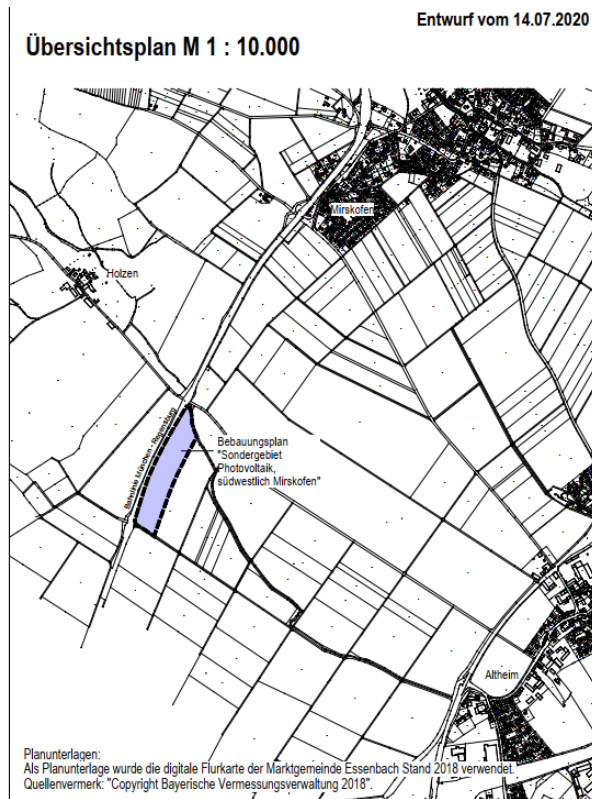 Entwurf vom 14.07.2020
Übersichtsplan M 1 : 10.000
Mirskofen
Holzen
Bahnlinie München - Regensburg
Bebauungsplan
"Sondergebiet
Photovoltaik,
südwestlich Mirskofen"
Altheim
Planunterlagen:
Als Planunterlage wurde die digitale Flurkarte der Marktgemeinde Essenbach Stand 2018 verwendet.
Quellenvermerk: "Copyright Bayerische Vermessungsverwaltung 2018".